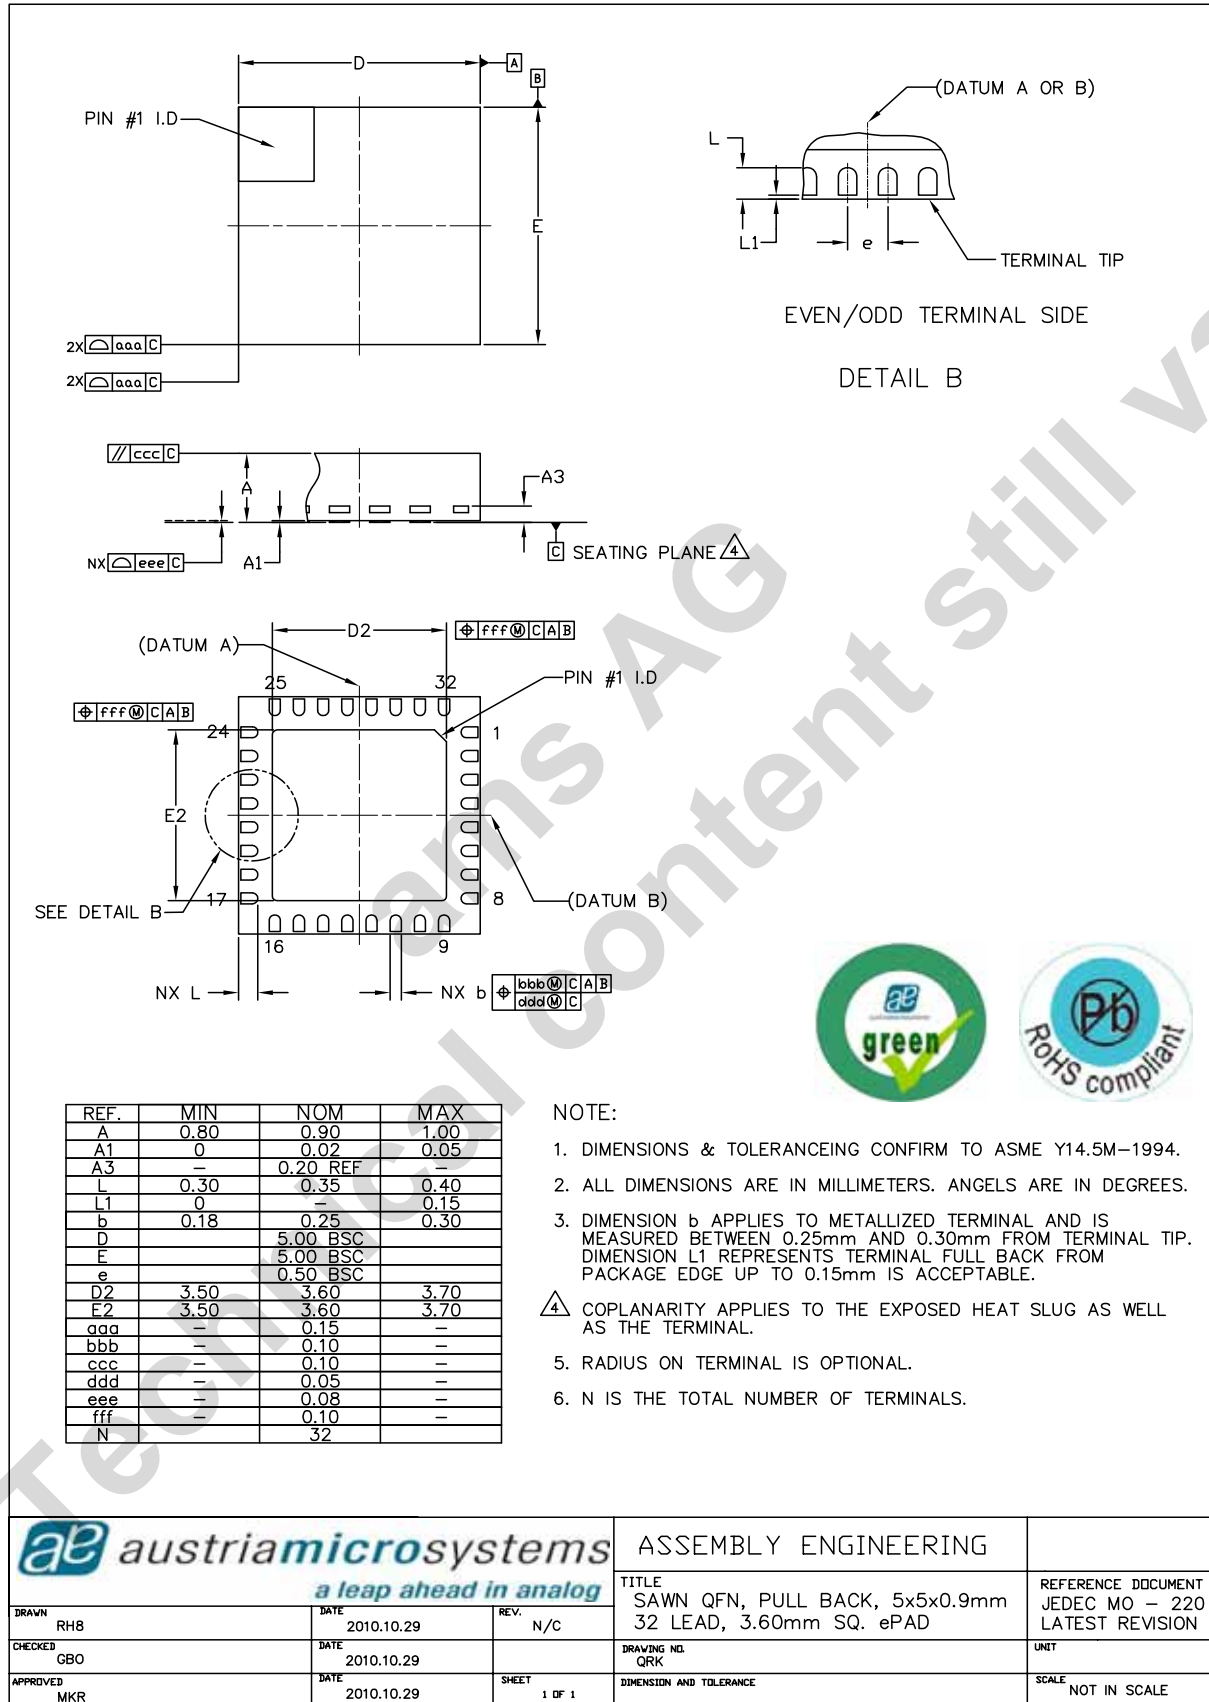 D
A
B
PIN #1 I.D
E
2X aaa C
2X aaa C
(DATUM A OR B)
L
L1
e
TERMINAL TIP
EVEN/ODD TERMINAL SIDE
DETAIL B
// ccc C
A
A3
NX eee C
A1
C SEATING PLANE 4
D2
fff Ⓜ C A B
(DATUM A)
25 32
PIN #1 I.D
fff Ⓜ C A B
24 1
E2
17 8
SEE DETAIL B
(DATUM B)
16 9
NX L
NX b
bbb Ⓜ C A B
ddd Ⓜ C
ae
green
Pb
RoHS compliant
REF. MIN NOM MAX
A 0.80 0.90 1.00
A1 0 0.02 0.05
A3 – 0.20 REF –
L 0.30 0.35 0.40
L1 0 – 0.15
b 0.18 0.25 0.30
D 5.00 BSC
E 5.00 BSC
e 0.50 BSC
D2 3.50 3.60 3.70
E2 3.50 3.60 3.70
aaa – 0.15 –
bbb – 0.10 –
ccc – 0.10 –
ddd – 0.05 –
eee – 0.08 –
fff – 0.10 –
N 32
NOTE:
1. DIMENSIONS & TOLERANCEING CONFIRM TO ASME Y14.5M–1994.
2. ALL DIMENSIONS ARE IN MILLIMETERS. ANGELS ARE IN DEGREES.
3. DIMENSION b APPLIES TO METALLIZED TERMINAL AND IS
MEASURED BETWEEN 0.25mm AND 0.30mm FROM TERMINAL TIP.
DIMENSION L1 REPRESENTS TERMINAL FULL BACK FROM
PACKAGE EDGE UP TO 0.15mm IS ACCEPTABLE.
4 COPLANARITY APPLIES TO THE EXPOSED HEAT SLUG AS WELL
AS THE TERMINAL.
5. RADIUS ON TERMINAL IS OPTIONAL.
6. N IS THE TOTAL NUMBER OF TERMINALS.
ams AG
Technical content still va
ae austriamicrosystems
a leap ahead in analog
ASSEMBLY ENGINEERING
TITLE
SAWN QFN, PULL BACK, 5x5x0.9mm
32 LEAD, 3.60mm SQ. ePAD
REFERENCE DOCUMENT
JEDEC MO – 220
LATEST REVISION
DRAWN
RH8
DATE
2010.10.29
REV.
N/C
CHECKED
GBO
DATE
2010.10.29
DRAWING NO.
QRK
UNIT
APPROVED
MKR
DATE
2010.10.29
SHEET
1 OF 1
DIMENSION AND TOLERANCE
SCALE
NOT IN SCALE